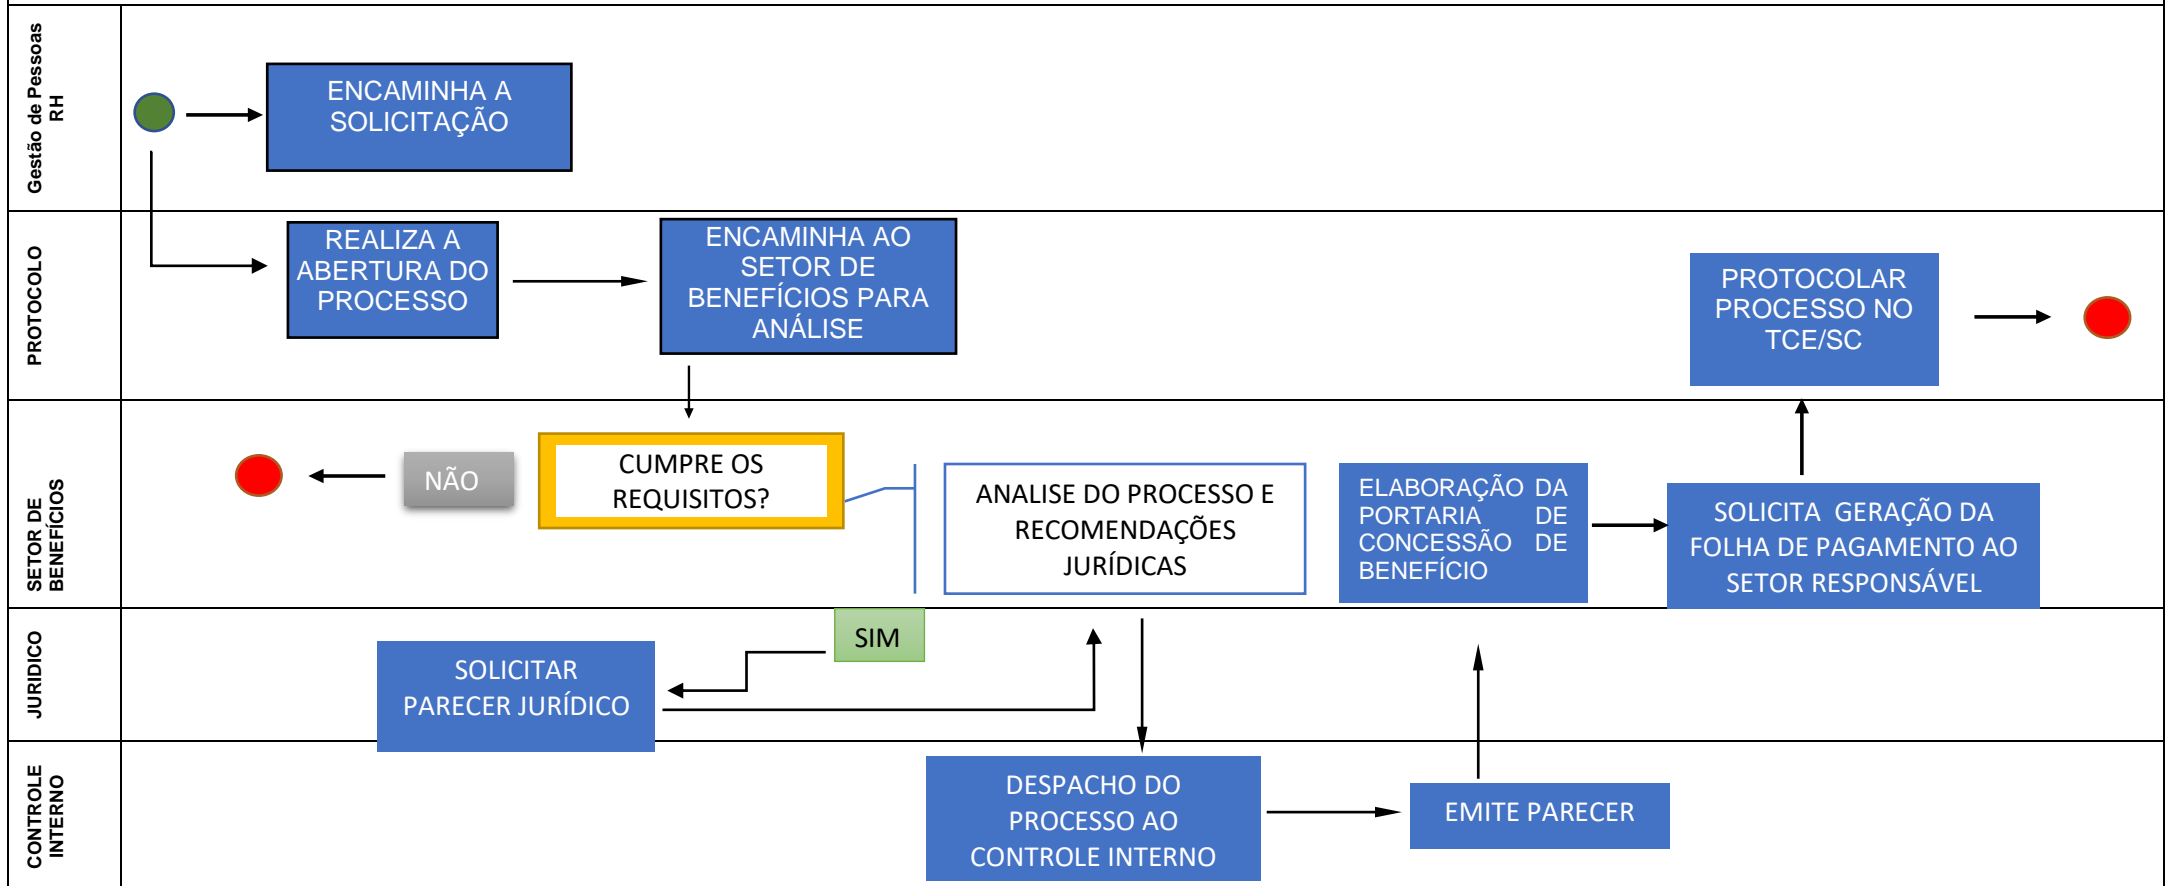 Gestão de Pessoas
RH
ENCAMINHA A
SOLICITAÇÃO
PROTOCOLO
REALIZA A
ABERTURA DO
PROCESSO
ENCAMINHA AO
SETOR DE
BENEFÍCIOS PARA
ANÁLISE
PROTOCOLAR
PROCESSO NO
TCE/SC
SETOR DE
BENEFÍCIOS
NÃO
CUMPRE OS
REQUISITOS?
ANALISE DO PROCESSO E
RECOMENDAÇÕES
JURÍDICAS
ELABORAÇÃO DA
PORTARIA DE
CONCESSÃO DE
BENEFÍCIO
SOLICITA  GERAÇÃO DA
FOLHA DE PAGAMENTO AO
SETOR RESPONSÁVEL
JURIDICO
SIM
SOLICITAR
PARECER JURÍDICO
CONTROLE
INTERNO
DESPACHO DO
PROCESSO AO
CONTROLE INTERNO
EMITE PARECER